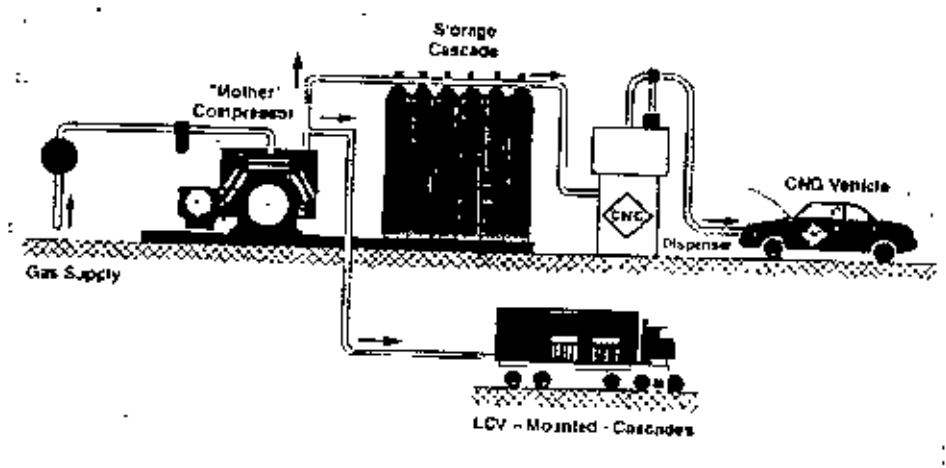 Storage
Cascade
"Mother"
Compressor
CNG Vehicle
CNG
Dispenser
Gas Supply
LCV - Mounted - Cascades